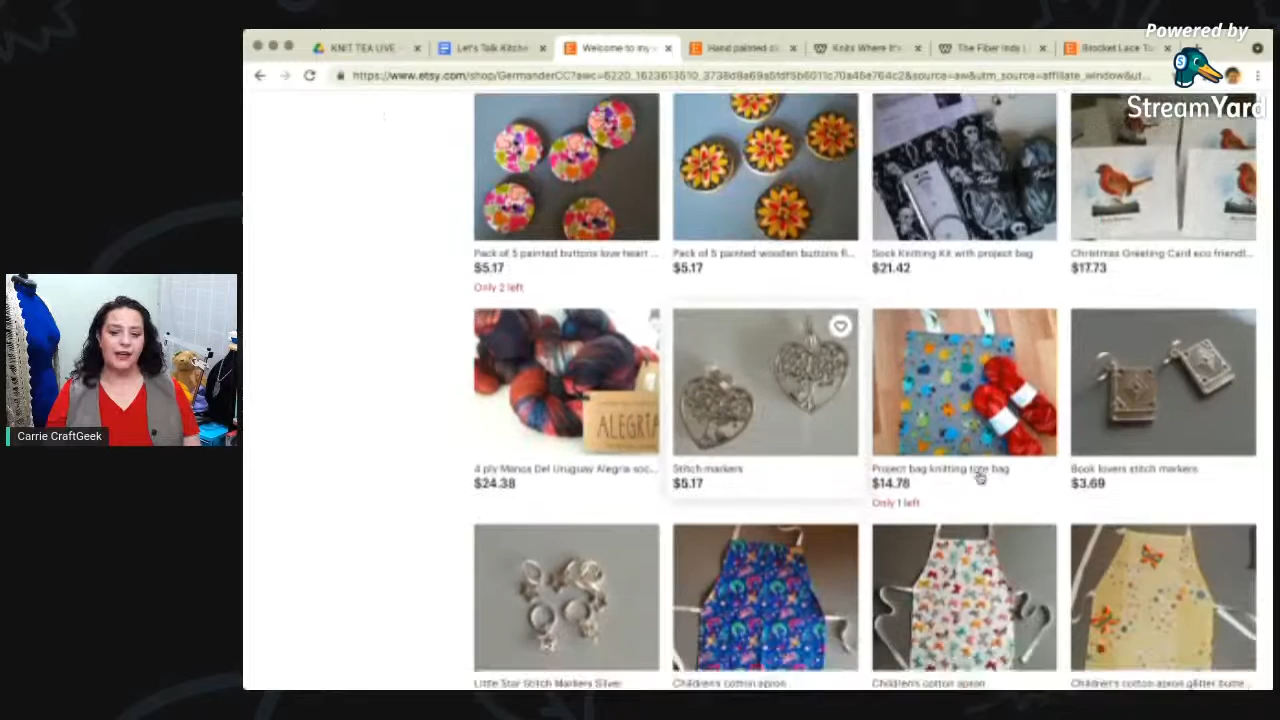 Powered by
StreamYard
KNIT TEA LIVE
Let's Talk Kitche
Welcome to my
Hand painted
Knits Where It's
The Fiber Indy
Brocket Lace Tu
Pack of 5 painted buttons love heart ...
$5.17
Only 2 left
Pack of 5 painted wooden buttons fl...
$5.17
Sock Knitting Kit with project bag
$21.42
Christmas Greeting Card eco friendl...
$17.73
ALEGRIA
4 ply Manos Del Uruguay Alegria soc...
$24.38
Stitch markers
$5.17
Project bag knitting tote bag
$14.78
Only 1 left
Book lovers stitch markers
$3.69
Carrie CraftGeek
Little Star Stitch Markers Silver
Children's cotton apron
Children's cotton apron
Children's cotton apron glitter butte...